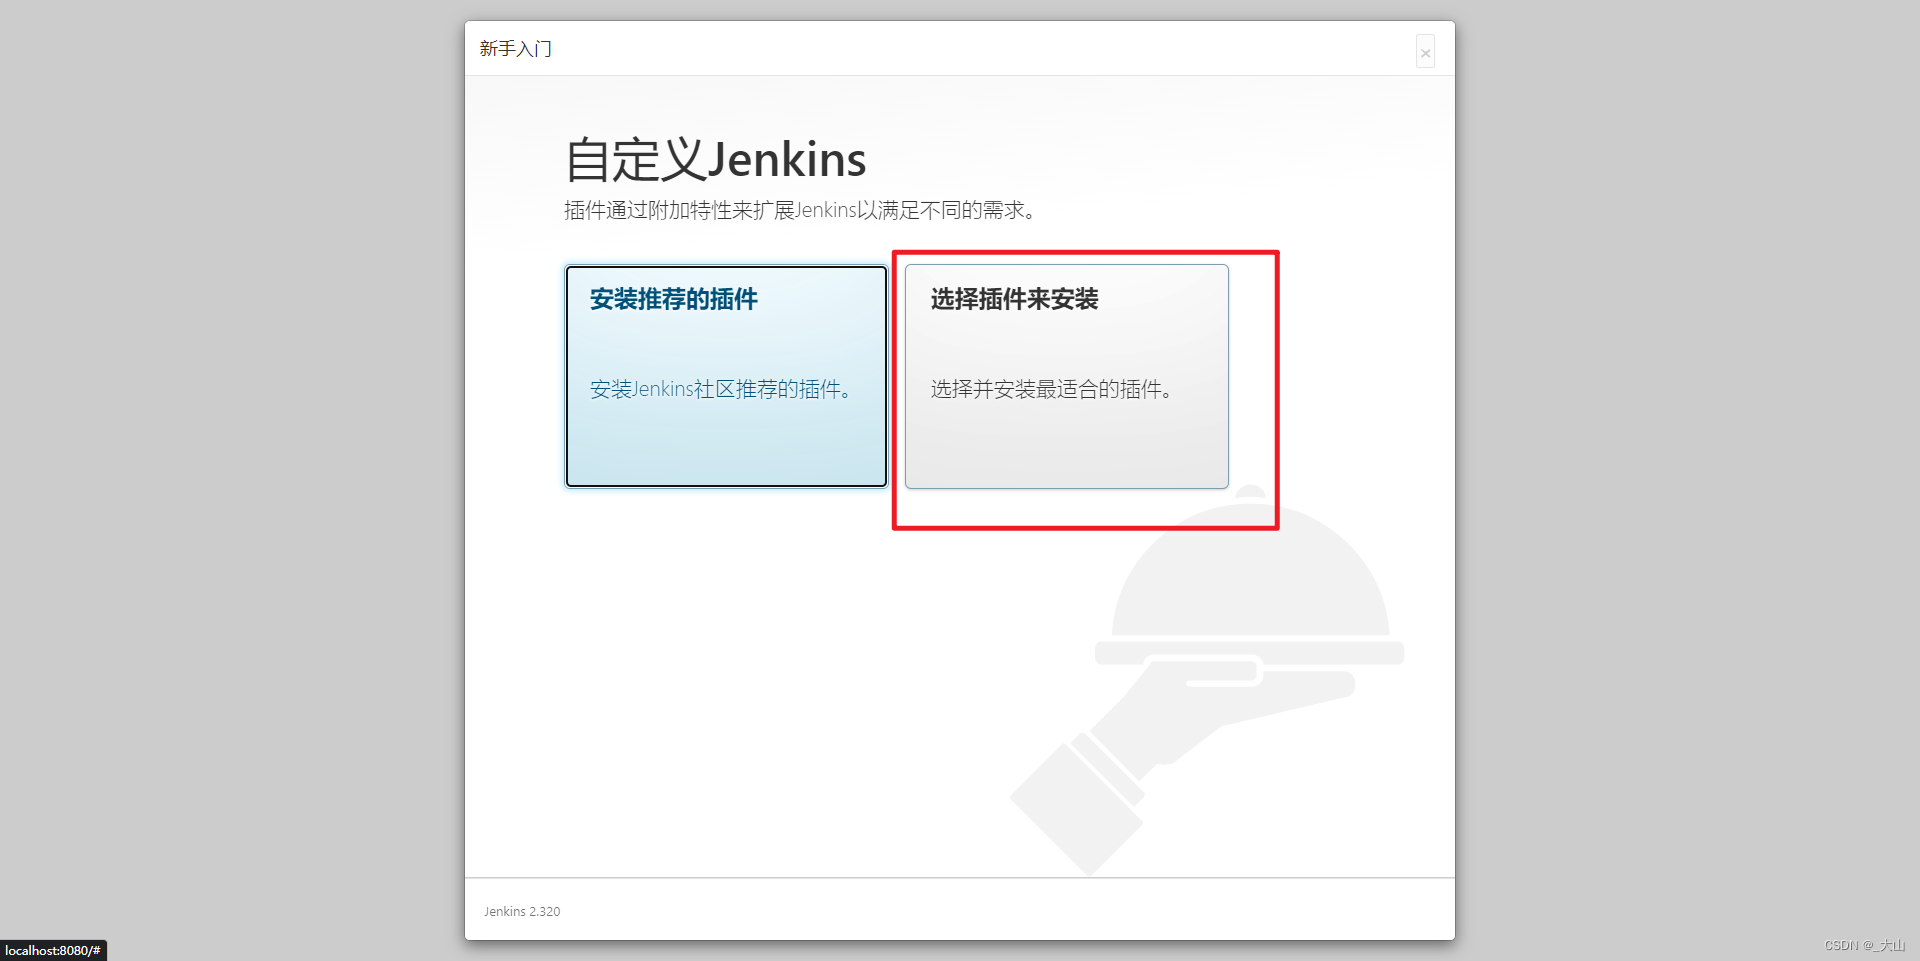 新手入门
×
自定义Jenkins
插件通过附加特性来扩展Jenkins以满足不同的需求。
安装推荐的插件
安装Jenkins社区推荐的插件。
选择插件来安装
选择并安装最适合的插件。
Jenkins 2.320
localhost:8080/#
CSDN @_大山